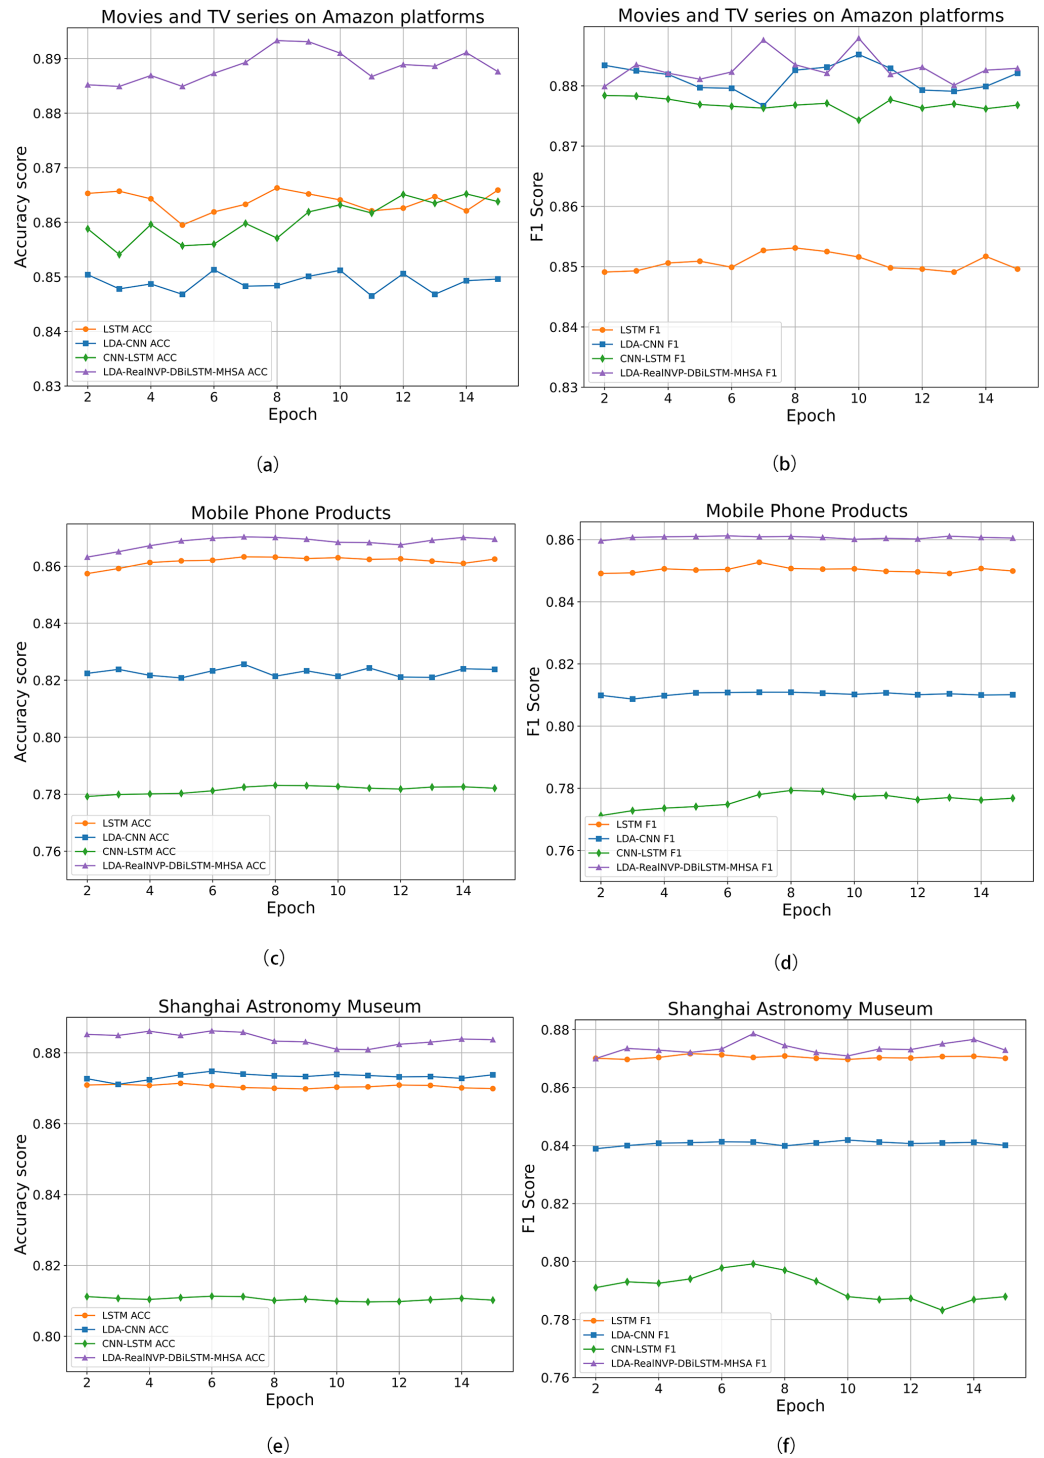 Movies and TV series on Amazon platforms
Accuracy score
0.89
0.88
0.87
0.86
0.85
0.84
0.83
LSTM ACC
LDA-CNN ACC
CNN-LSTM ACC
LDA-RealNVP-DBiLSTM-MHSA ACC
2 4 6 8 10 12 14
Epoch
(a)
Movies and TV series on Amazon platforms
F1 Score
0.88
0.87
0.86
0.85
0.84
0.83
LSTM F1
LDA-CNN F1
CNN-LSTM F1
LDA-RealNVP-DBiLSTM-MHSA F1
2 4 6 8 10 12 14
Epoch
(b)
Mobile Phone Products
Accuracy score
0.86
0.84
0.82
0.80
0.78
0.76
LSTM ACC
LDA-CNN ACC
CNN-LSTM ACC
LDA-RealNVP-DBiLSTM-MHSA ACC
2 4 6 8 10 12 14
Epoch
(c)
Mobile Phone Products
F1 Score
0.86
0.84
0.82
0.80
0.78
0.76
LSTM F1
LDA-CNN F1
CNN-LSTM F1
LDA-RealNVP-DBiLSTM-MHSA F1
2 4 6 8 10 12 14
Epoch
(d)
Shanghai Astronomy Museum
Accuracy score
0.88
0.86
0.84
0.82
0.80
LSTM ACC
LDA-CNN ACC
CNN-LSTM ACC
LDA-RealNVP-DBiLSTM-MHSA ACC
2 4 6 8 10 12 14
Epoch
(e)
Shanghai Astronomy Museum
F1 Score
0.88
0.86
0.84
0.82
0.80
0.78
0.76
LSTM F1
LDA-CNN F1
CNN-LSTM F1
LDA-RealNVP-DBiLSTM-MHSA F1
2 4 6 8 10 12 14
Epoch
(f)